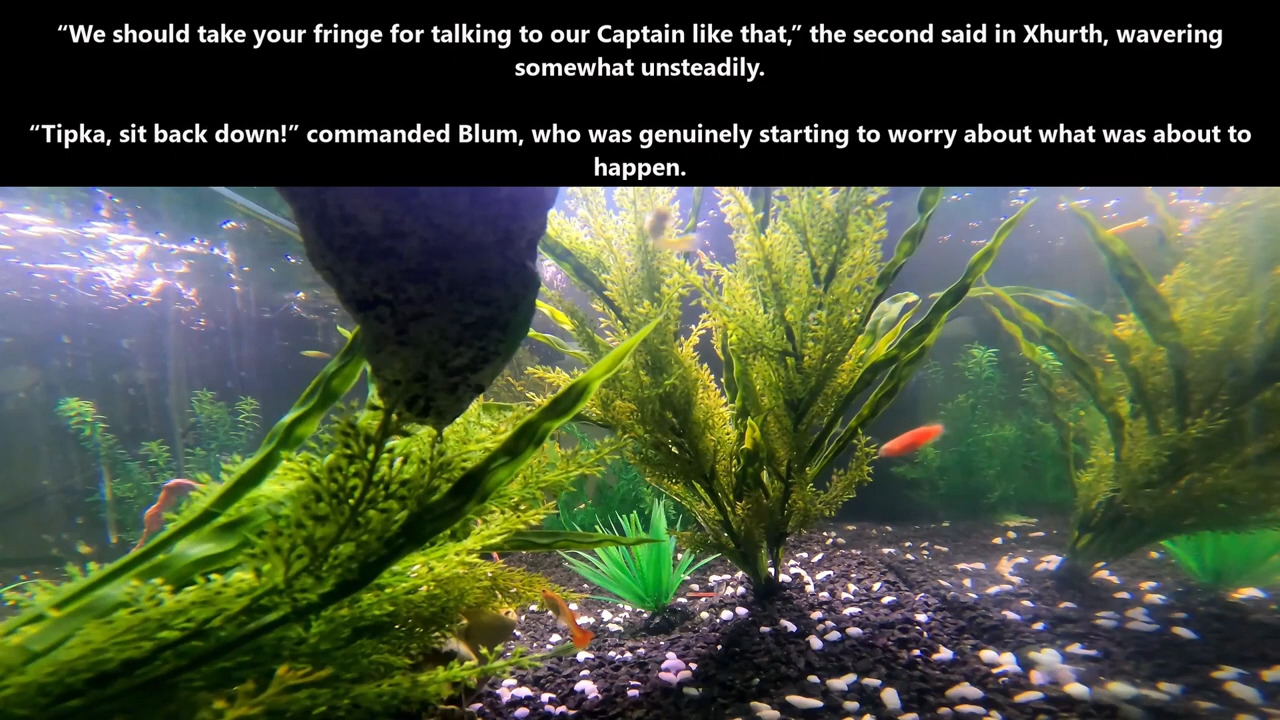 “We should take your fringe for talking to our Captain like that,” the second said in Xhurth, wavering
somewhat unsteadily.
“Tipka, sit back down!” commanded Blum, who was genuinely starting to worry about what was about to
happen.